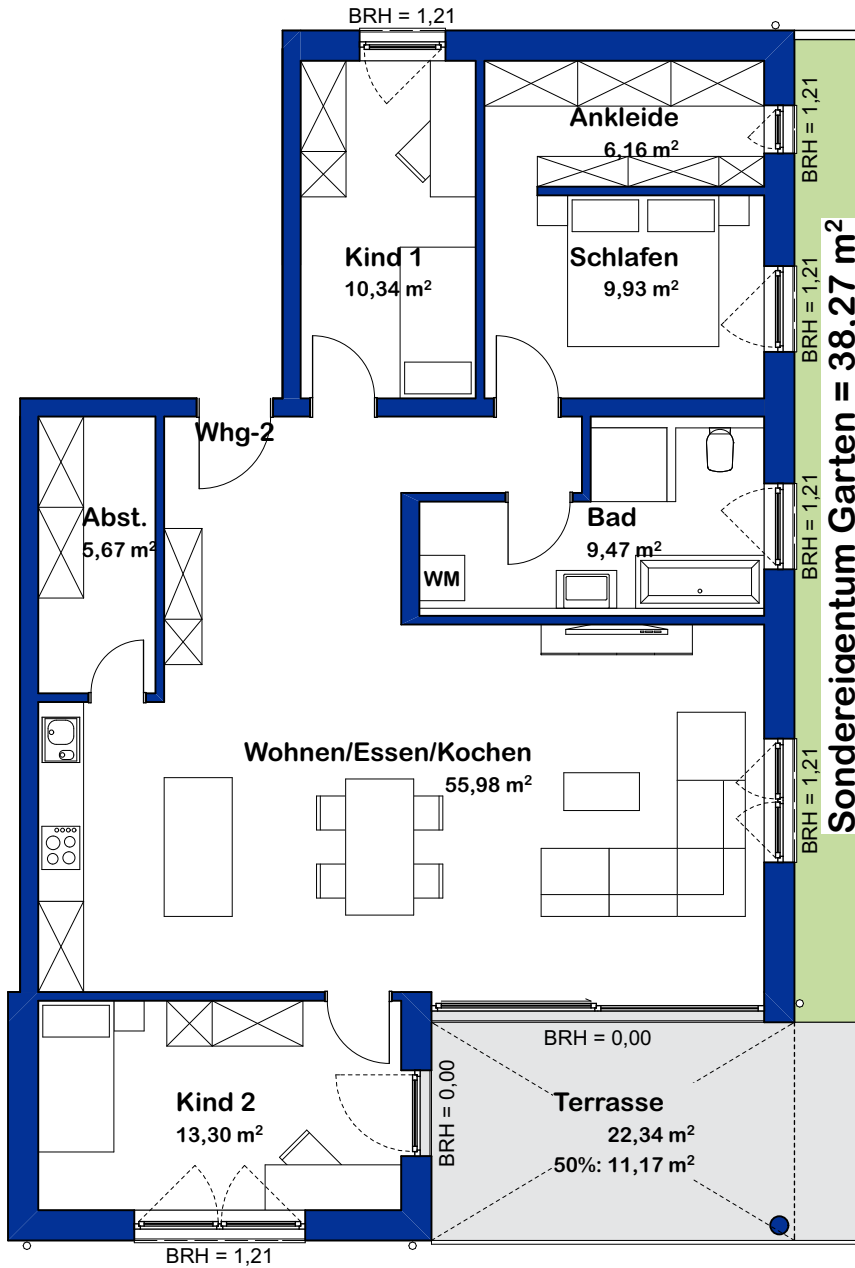 BRH = 1,21
Ankleide
6,16 m²
BRH = 1,21
Kind 1
10,34 m²
Schlafen
9,93 m²
BRH = 1,21
Sondereigentum Garten = 38.27 m²
Whg-2
Abst.
5,67 m²
Bad
9,47 m²
WM
BRH = 1,21
Wohnen/Essen/Kochen
55,98 m²
BRH = 1,21
BRH = 0,00
Kind 2
13,30 m²
BRH = 0,00
Terrasse
22,34 m²
50%: 11,17 m²
BRH = 1,21